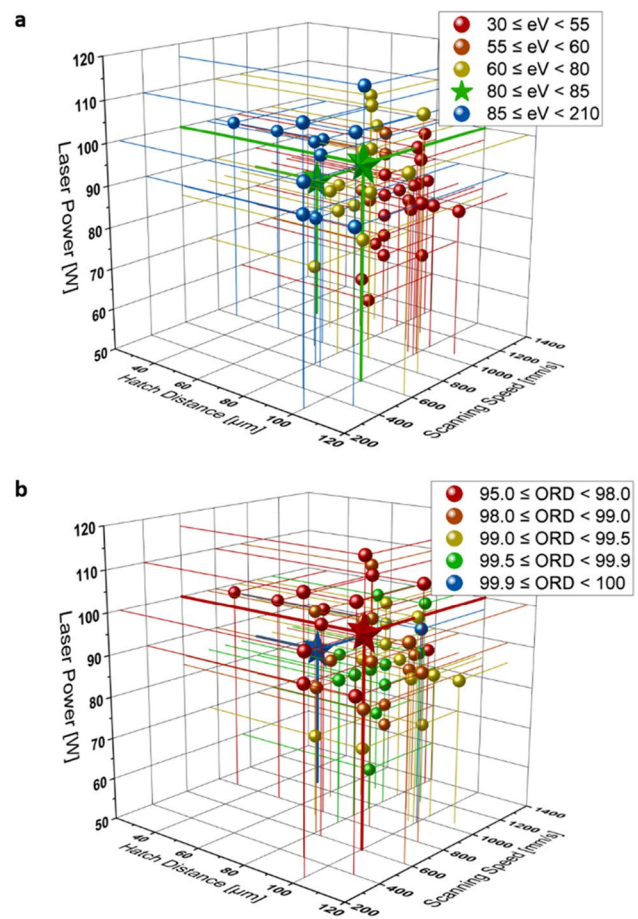 a
30 ≤ eV < 55
55 ≤ eV < 60
60 ≤ eV < 80
80 ≤ eV < 85
85 ≤ eV < 210
120
110
100
90
80
70
60
50
Laser Power [W]
40
60
80
100
120
Hatch Distance [µm]
200
400
600
800
1000
1200
1400
Scanning Speed [mm/s]
b
95.0 ≤ ORD < 98.0
98.0 ≤ ORD < 99.0
99.0 ≤ ORD < 99.5
99.5 ≤ ORD < 99.9
99.9 ≤ ORD < 100
120
110
100
90
80
70
60
50
Laser Power [W]
40
60
80
100
120
Hatch Distance [µm]
200
400
600
800
1000
1200
1400
Scanning Speed [mm/s]